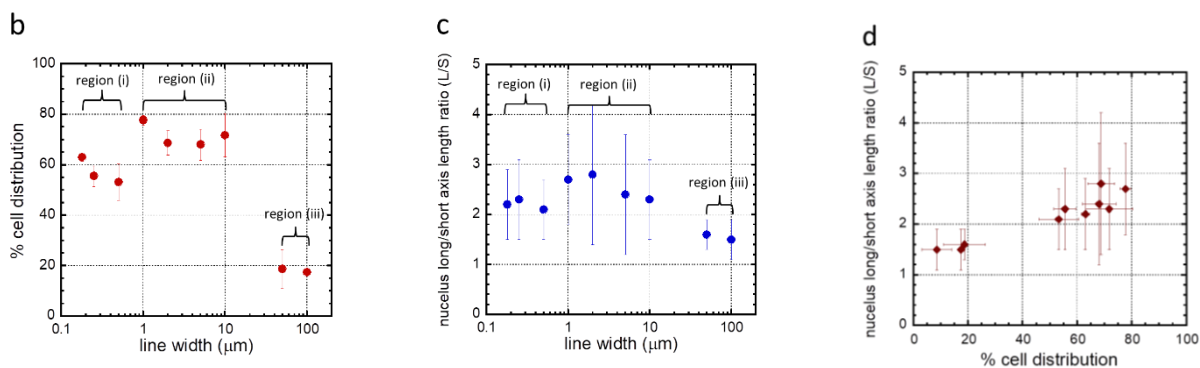 b
% cell distribution
100
80
60
40
20
0
region (i)
region (ii)
region (iii)
0.1
1
10
100
line width (μm)
c
nucelus long/short axis length ratio (L/S)
5
4
3
2
1
0
region (i)
region (ii)
region (iii)
0.1
1
10
100
line width (μm)
d
nucelus long/short axis length ratio (L/S)
5
4
3
2
1
0
0
20
40
60
80
100
% cell distribution